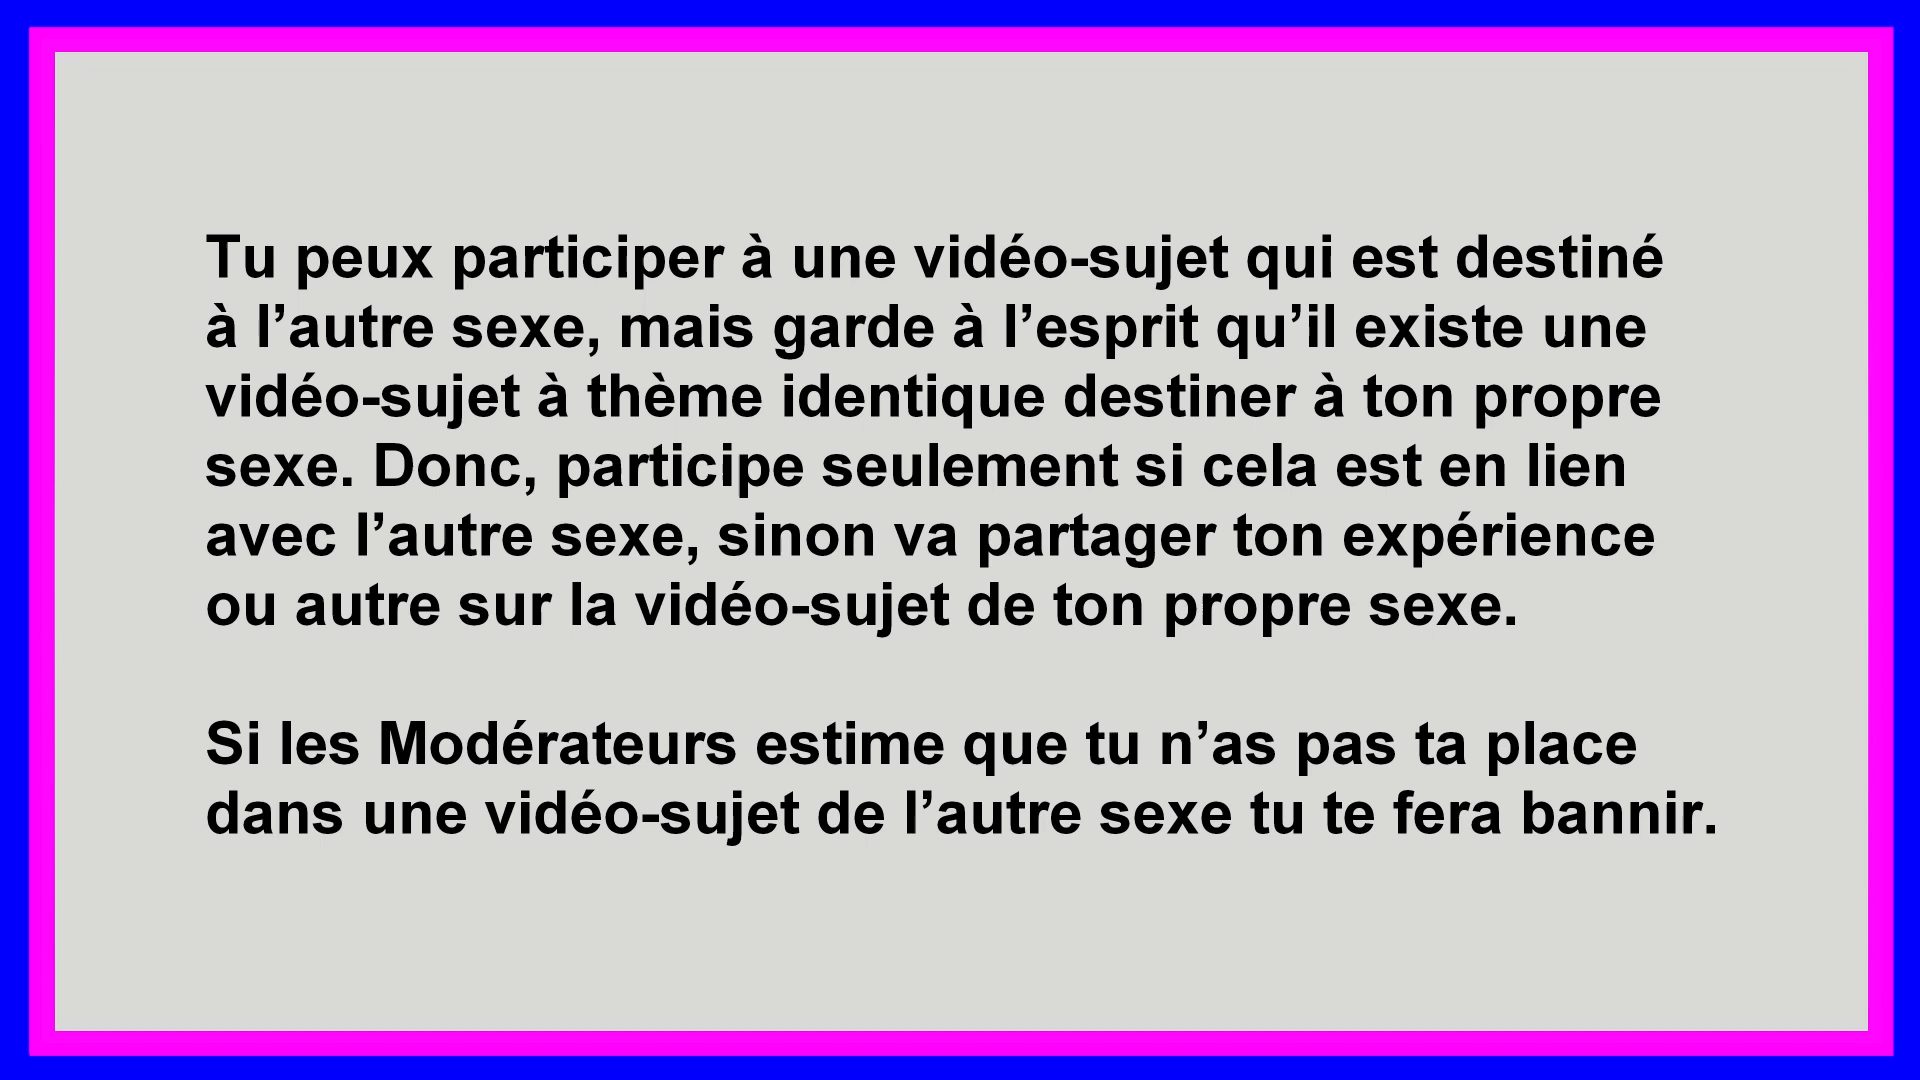 Tu peux participer à une vidéo-sujet qui est destiné
à l’autre sexe, mais garde à l’esprit qu’il existe une
vidéo-sujet à thème identique destiner à ton propre
sexe. Donc, participe seulement si cela est en lien
avec l’autre sexe, sinon va partager ton expérience
ou autre sur la vidéo-sujet de ton propre sexe.
Si les Modérateurs estime que tu n’as pas ta place
dans une vidéo-sujet de l’autre sexe tu te fera bannir.